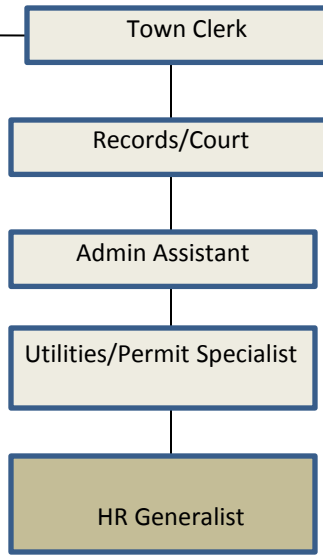 Town Clerk
Records/Court
Admin Assistant
Utilities/Permit Specialist
HR Generalist